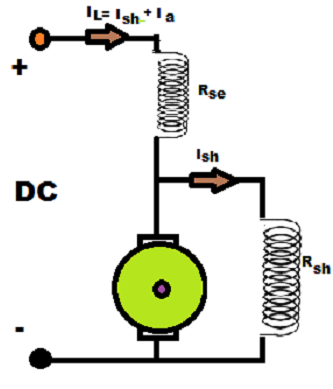 IL= Ish + Ia
+
Rse
Ish
DC
Rsh
-